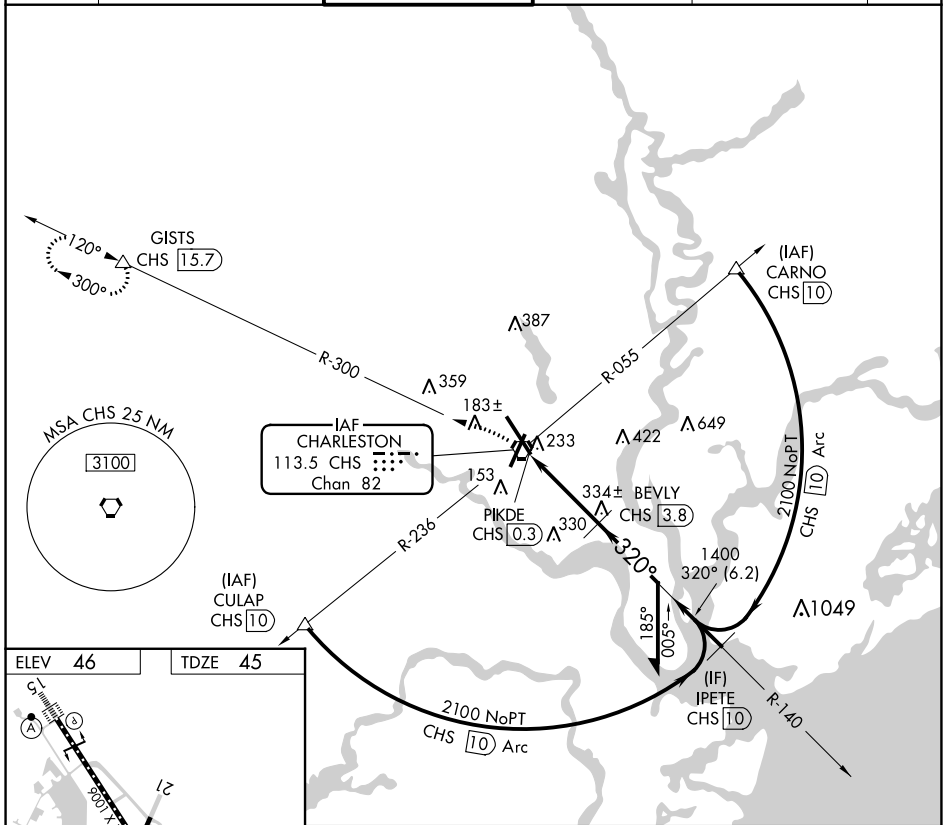 120°
300°
GISTS
CHS 15.7
R-300
(IAF)
CARNO
CHS 10
R-055
387
359
183±
233
422
649
MSA CHS 25 NM
3100
IAF
CHARLESTON
113.5 CHS
Chan 82
153
PIKDE
CHS 0.3
330
334± BEVLY
CHS 3.8
2100 NoPT
CHS 10 Arc
R-236
320°
1400
320° (6.2)
(IAF)
CULAP
CHS 10
185°
005°
1049
(IF)
IPETE
CHS 10
R-140
2100 NoPT
CHS 10 Arc
ELEV 46
TDZE 45
15
A
A
21
9001 X